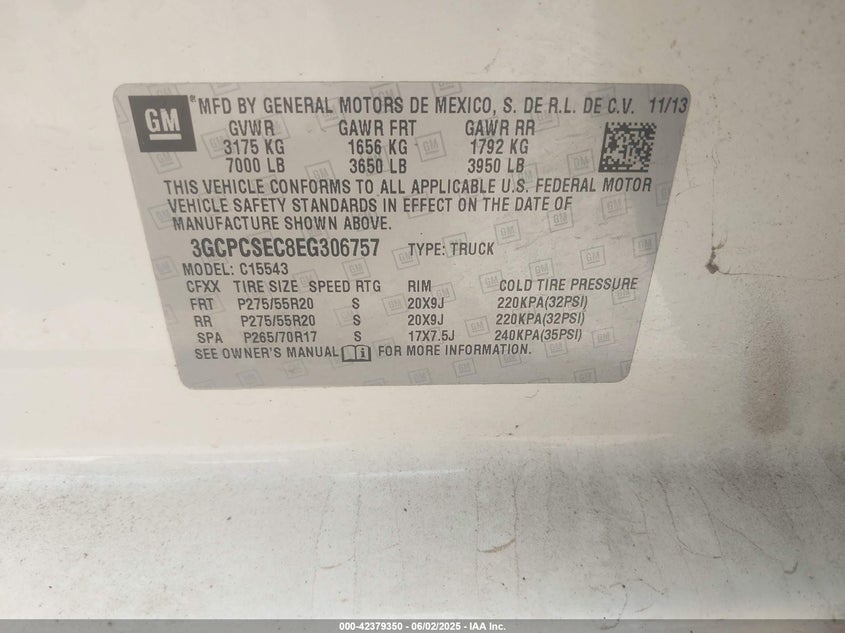 GM ® MFD BY GENERAL MOTORS DE MEXICO, S. DE R.L. DE C.V. 11/13
GVWR GAWR FRT GAWR RR
3175 KG 1656 KG 1792 KG
7000 LB 3650 LB 3950 LB
THIS VEHICLE CONFORMS TO ALL APPLICABLE U.S. FEDERAL MOTOR
VEHICLE SAFETY STANDARDS IN EFFECT ON THE DATE OF
MANUFACTURE SHOWN ABOVE.
3GCPCSEC8EG306757 TYPE: TRUCK
MODEL: C15543
CFXX TIRE SIZE SPEED RTG RIM COLD TIRE PRESSURE
FRT P275/55R20 S 20X9J 220KPA(32PSI)
RR P275/55R20 S 20X9J 220KPA(32PSI)
SPA P265/70R17 S 17X7.5J 240KPA(35PSI)
SEE OWNER'S MANUAL FOR MORE INFORMATION.
000-42379350 | 06/02/2025 - IAA Inc.